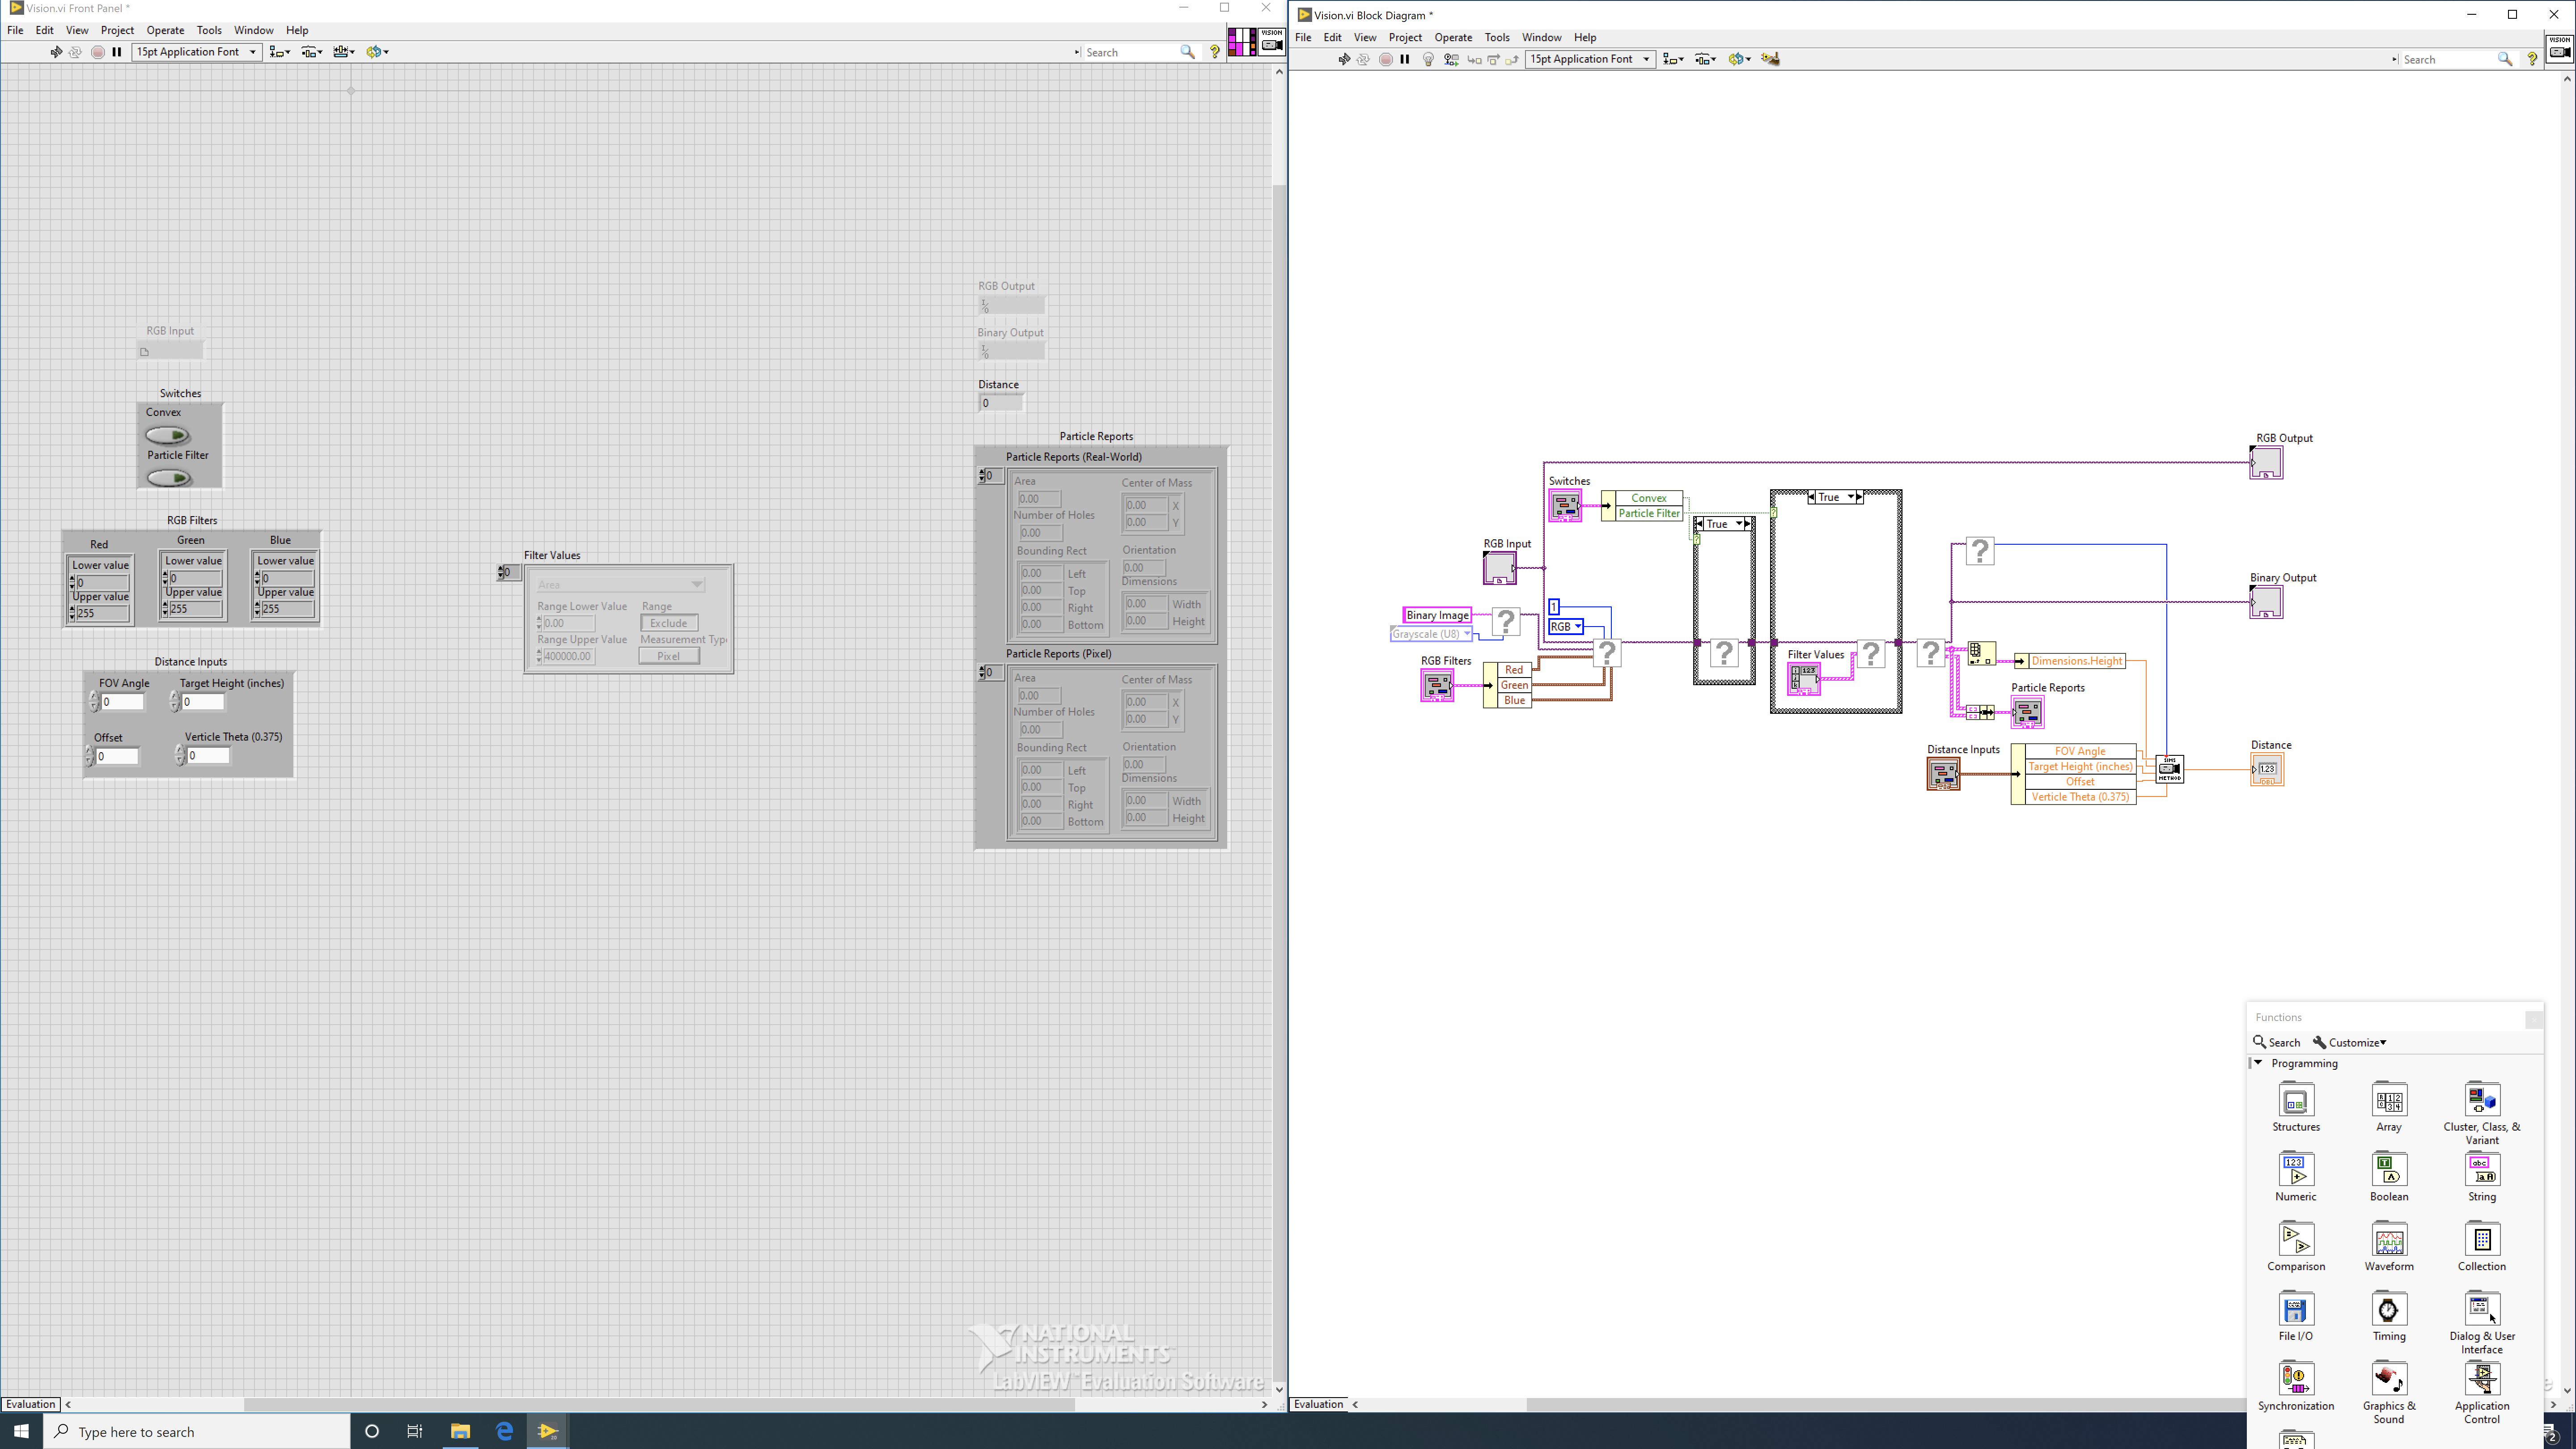 Vision.vi Front Panel *
File Edit View Project Operate Tools Window Help
15pt Application Font
Search
VISION
RGB Input
Switches
Convex
Particle Filter
RGB Filters
Red Green Blue
Lower value Lower value Lower value
0 0 0
Upper value Upper value Upper value
255 255 255
Distance Inputs
FOV Angle Target Height (inches)
0 0
Offset Verticle Theta (0.375)
0 0
Filter Values
0
Area
Range Lower Value Range
0.00 Exclude
Range Upper Value Measurement Typ
400000.00 Pixel
RGB Output
Binary Output
Distance
0
Particle Reports
Particle Reports (Real-World)
0
Area Center of Mass
0.00 0.00 X
Number of Holes 0.00 Y
0.00
Bounding Rect Orientation
0.00 Left 0.00
0.00 Top Dimensions
0.00 Right 0.00 Width
0.00 Bottom 0.00 Height
Particle Reports (Pixel)
0
Area Center of Mass
0.00 0.00 X
Number of Holes 0.00 Y
0.00
Bounding Rect Orientation
0.00 Left 0.00
0.00 Top Dimensions
0.00 Right 0.00 Width
0.00 Bottom 0.00 Height
NATIONAL
INSTRUMENTS
LabVIEW™ Evaluation Software
Evaluation
Vision.vi Block Diagram *
File Edit View Project Operate Tools Window Help
15pt Application Font
Search
VISION
RGB Output
Switches
Convex
Particle Filter
True
True
RGB Input
Binary Output
Binary Image
Grayscale (U8)
1
RGB
RGB Filters
Red
Green
Blue
Filter Values
Dimensions.Height
Particle Reports
Distance Inputs
FOV Angle
Target Height (inches)
Offset
Verticle Theta (0.375)
SIMS
METHOD
Distance
1.23
Functions
Search Customize
Programming
Structures Array Cluster, Class, & Variant
Numeric Boolean String
Comparison Waveform Collection
File I/O Timing Dialog & User Interface
Synchronization Graphics & Sound Application Control
Evaluation
Type here to search
2